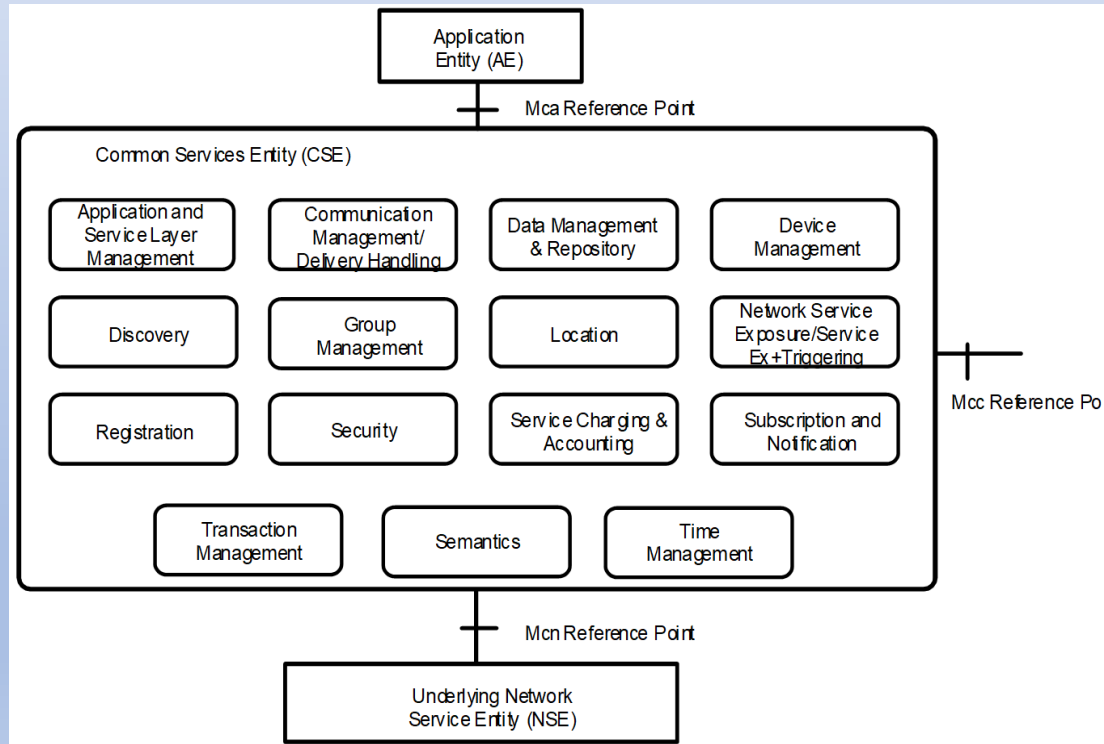 Application
Entity (AE)
Mca Reference Point
Common Services Entity (CSE)
Application and
Service Layer
Management
Communication
Management/
Delivery Handling
Data Management
& Repository
Device
Management
Discovery
Group
Management
Location
Network Service
Exposure/Service
Ex+Triggering
Mcc Reference Po
Registration
Security
Service Charging &
Accounting
Subscription and
Notification
Transaction
Management
Semantics
Time
Management
Mcn Reference Point
Underlying Network
Service Entity (NSE)